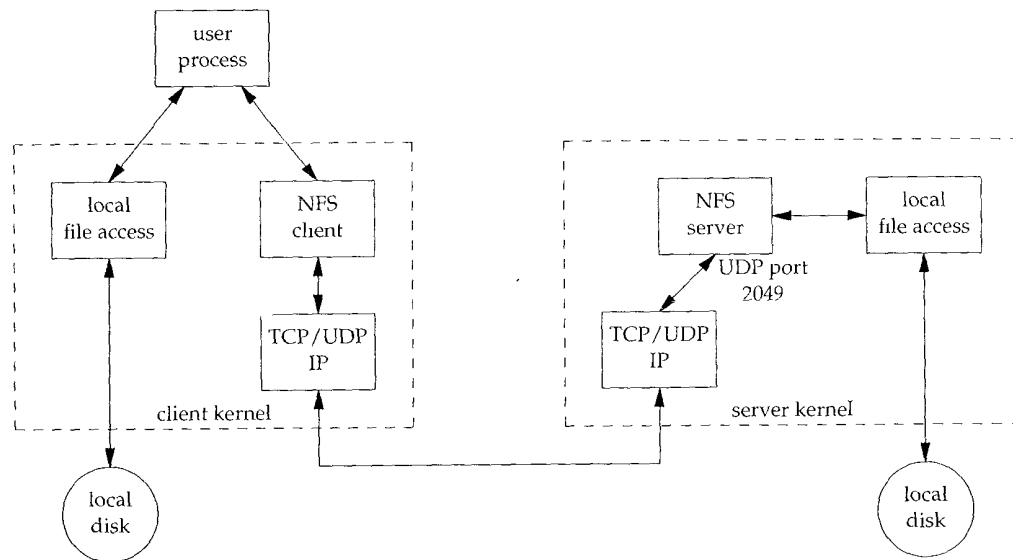 user
process
local
file access
NFS
client
TCP/UDP
IP
client kernel
local
disk
NFS
server
local
file access
UDP port
2049
TCP/UDP
IP
server kernel
local
disk